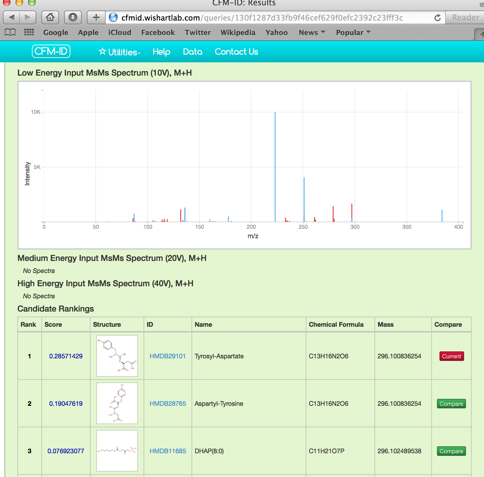 CFM-ID: Results
cfmid.wishartlab.com/queries/130f1287d33fb9f46cef629f0efc2392c23fff3c
Reader
Google Apple iCloud Facebook Twitter Wikipedia Yahoo News Popular
CFM-ID Utilities Help Data Contact Us
Low Energy Input MsMs Spectrum (10V), M+H
10K
5K
Intensity
0 50 100 150 200 250 300 350 400
m/z
Medium Energy Input MsMs Spectrum (20V), M+H
No Spectra
High Energy Input MsMs Spectrum (40V), M+H
No Spectra
Candidate Rankings
Rank Score Structure ID Name Chemical Formula Mass Compare
1 0.28571429 HMDB29101 Tyrosyl-Aspartate C13H16N2O6 296.100836254 Current
2 0.19047619 HMDB28765 Aspartyl-Tyrosine C13H16N2O6 296.100836254 Compare
3 0.076923077 HMDB11685 DHAP(8:0) C11H21O7P 296.102489538 Compare